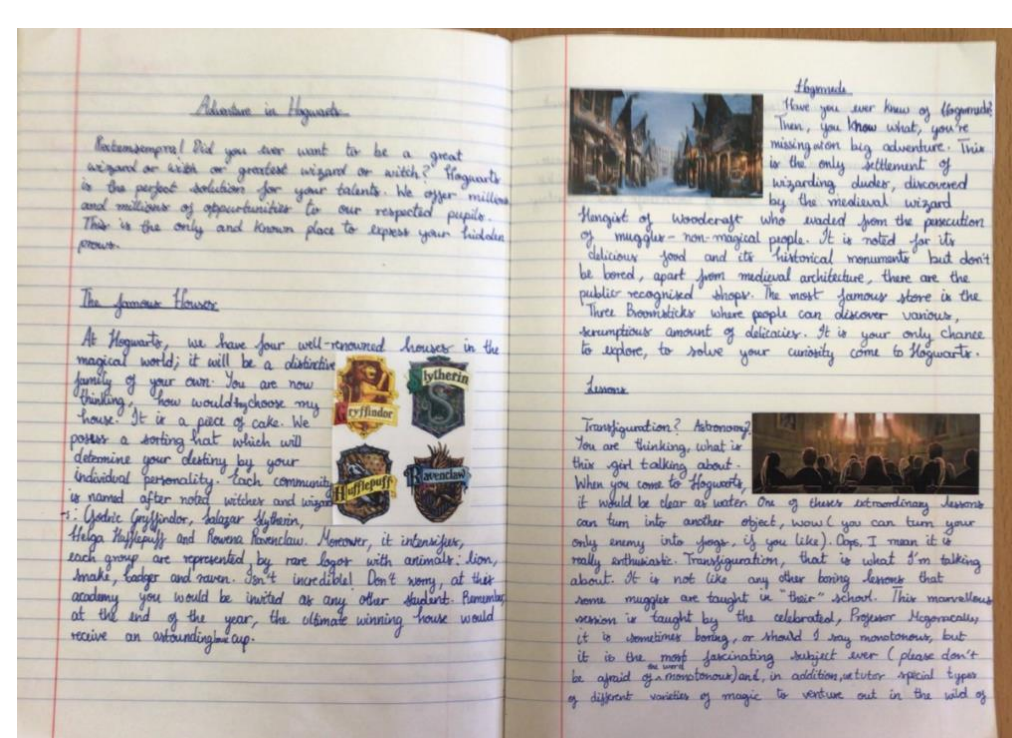 Adventure in Hogwarts
Rectemsempra! Did you ever want to be a great
wizard or witch or greatest wizard or witch? Hogwarts
is the perfect solution for your talents. We offer millions
and millions of oppourtunities to our respected pupils.
This is the only and known place to express your hidden
prows.
The famous Houses
At Hogwarts, we have four well-renowned houses in the
magical world; it will be a distinctive
family of your own. You are now
thinking, how would choose my
house. It is a piece of cake. We
posess a sorting hat which will
determine your destiny by your
individual personality. Each community
is named after noted witches and wizard
s: Godric Gryffindor, Salazar Slytherin,
Helga Hufflepuff and Rowena Ravenclaw. Moreover, it intensifies,
each group are represented by rare logos with animals: lion,
snake, badger and raven. Isn't incredible! Don't worry, at this
academy you would be invited as any other student. Remember,
at the end of the year, the ultimate winning house would
receive an astounding cup.
Gryffindor
Slytherin
Hufflepuff
Ravenclaw
Hogsmeade
Have you ever knew of Hogsmeade?
Then, you know what, you're
missing on big adventure. This
is the only settlement of
wizarding dudes, discovered
by the medieval wizard
Hengist of Woodcraft who evaded from the persecution
of muggles - non-magical people. It is noted for its
delicious food and its historical monuments but don't
be bored, apart from medieval architecture, there are the
public recognised shops. The most famous store is the
Three Broomsticks where people can discover various,
scrumptious amount of delicacies. It is your only chance
to explore, to solve your curiosity come to Hogwarts.
Lessons
Transfiguration? Astronomy?
You are thinking, what is
this girl talking about.
When you come to Hogwarts,
it would be clear as water. One of theses extraordinary lessons
can turn into another object, wow (you can turn your
only enemy into frogs, if you like). Oops, I mean it is
really enthusiastic. Transfiguration, that is what I'm talking
about. It is not like any other boring lessons that
some muggles are taught in "their" school. This marvellous
session is taught by the celebrated, Professor Mcgonically
it is sometimes boring, or should I say monotonous, but
it is the most fascinating subject ever (please don't
be afraid of the word monotonous) and, in addition, we tutor special types
of different varieties of magic to venture out in the wild of